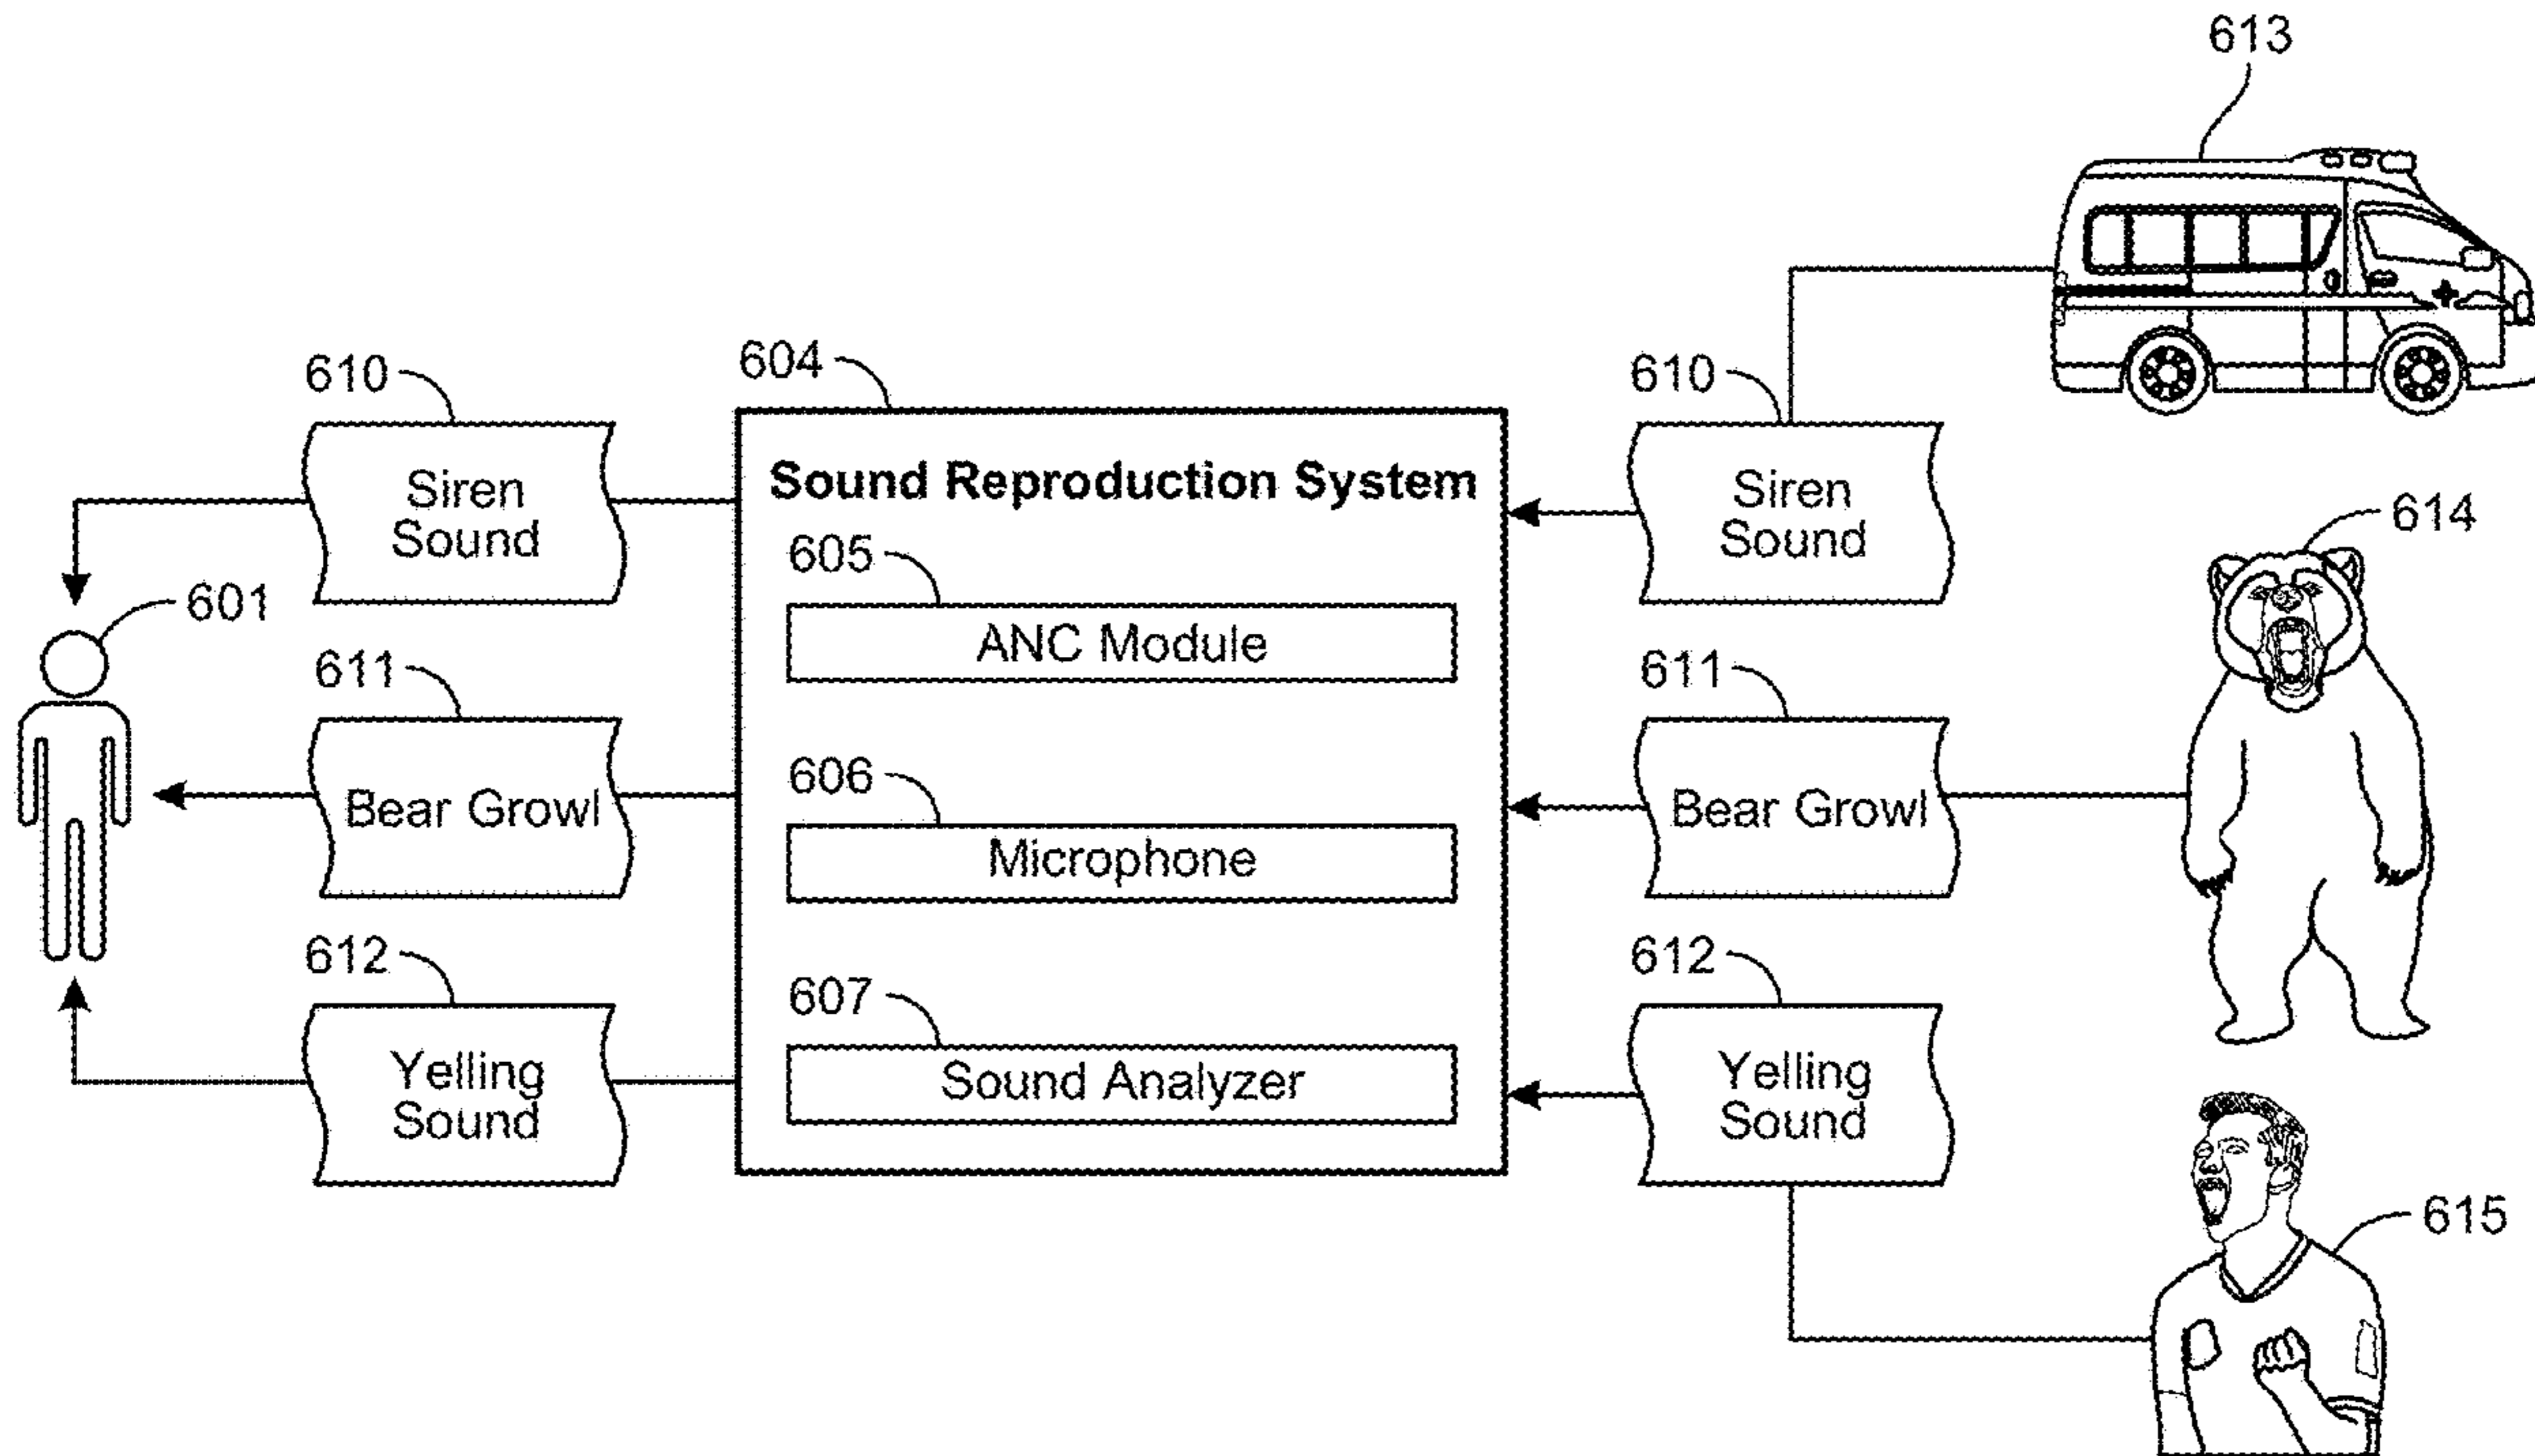 613
604
610
610
Siren
Sound
Sound Reproduction System
Siren
Sound
614
605
601
ANC Module
611
611
606
Bear Growl
Microphone
Bear Growl
612
612
607
Yelling
Sound
Sound Analyzer
Yelling
Sound
615